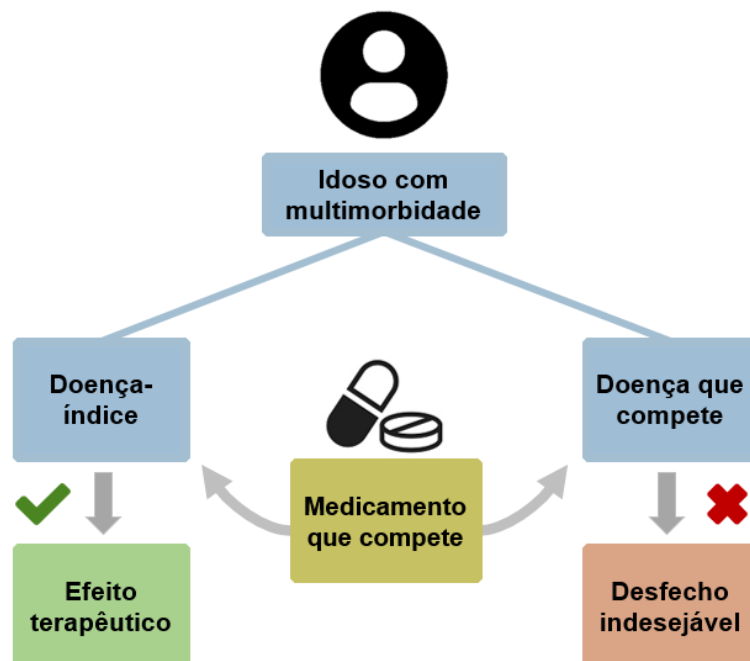 Idoso com
multimorbidade
Doença-
índice
Doença que
compete
Medicamento
que compete
Efeito
terapêutico
Desfecho
indesejável